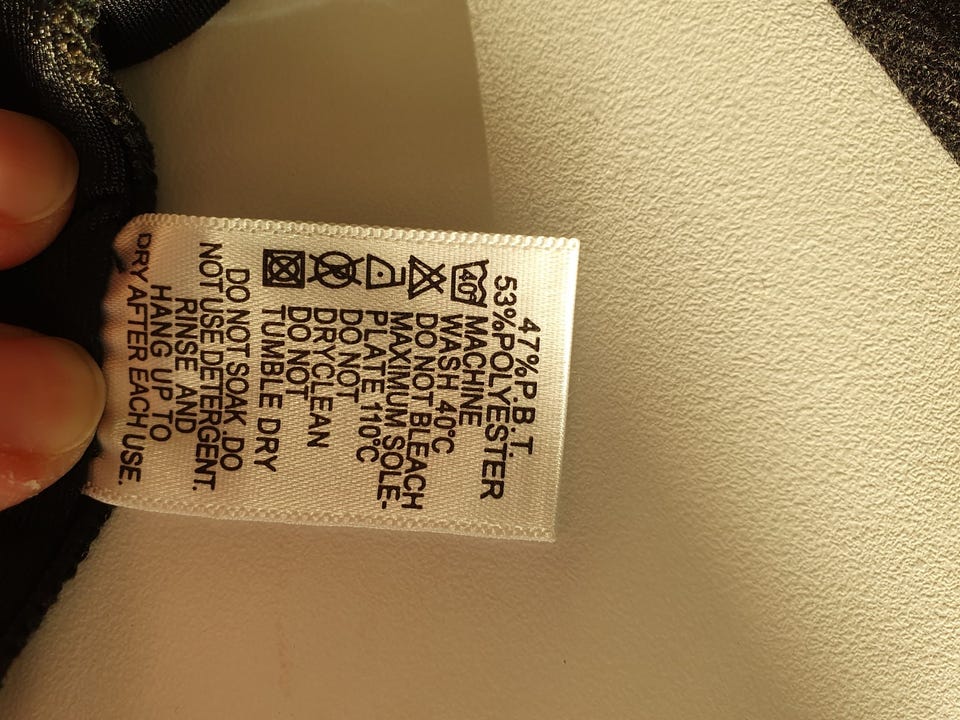 47%P.B.T.
53%POLYESTER
40° MACHINE
WASH 40°C
DO NOT BLEACH
MAXIMUM SOLE-
PLATE 110°C
DO NOT
DRYCLEAN
DO NOT
TUMBLE DRY
DO NOT SOAK .DO
NOT USE DETERGENT.
RINSE AND
HANG UP TO
DRY AFTER EACH USE.